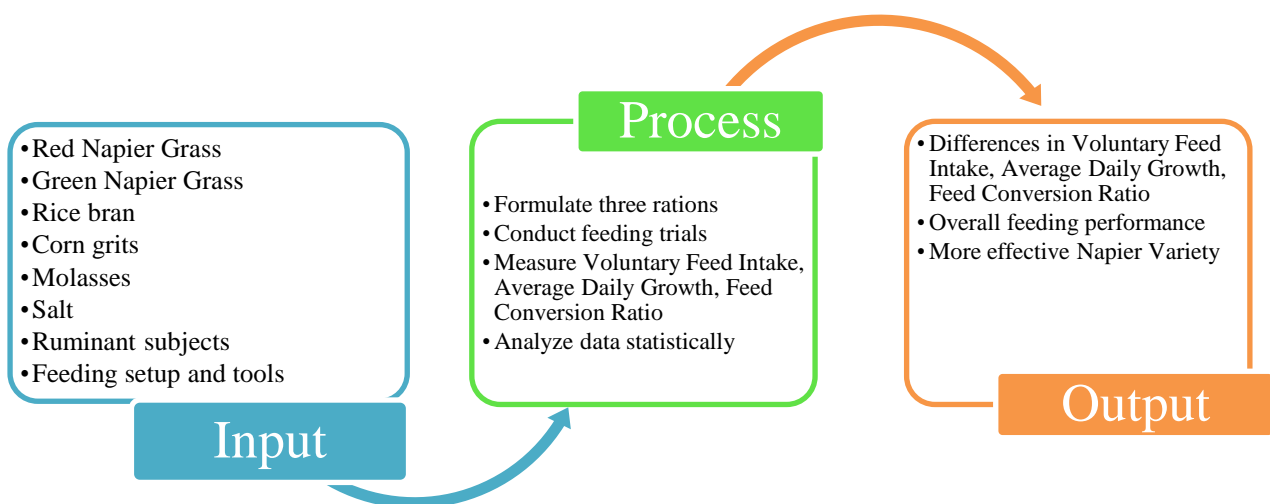 •Red Napier Grass
•Green Napier Grass
•Rice bran
•Corn grits
•Molasses
•Salt
•Ruminant subjects
•Feeding setup and tools
Input
Process
•Formulate three rations
•Conduct feeding trials
•Measure Voluntary Feed Intake,
Average Daily Growth, Feed
Conversion Ratio
•Analyze data statistically
•Differences in Voluntary Feed
Intake, Average Daily Growth,
Feed Conversion Ratio
•Overall feeding performance
•More effective Napier Variety
Output